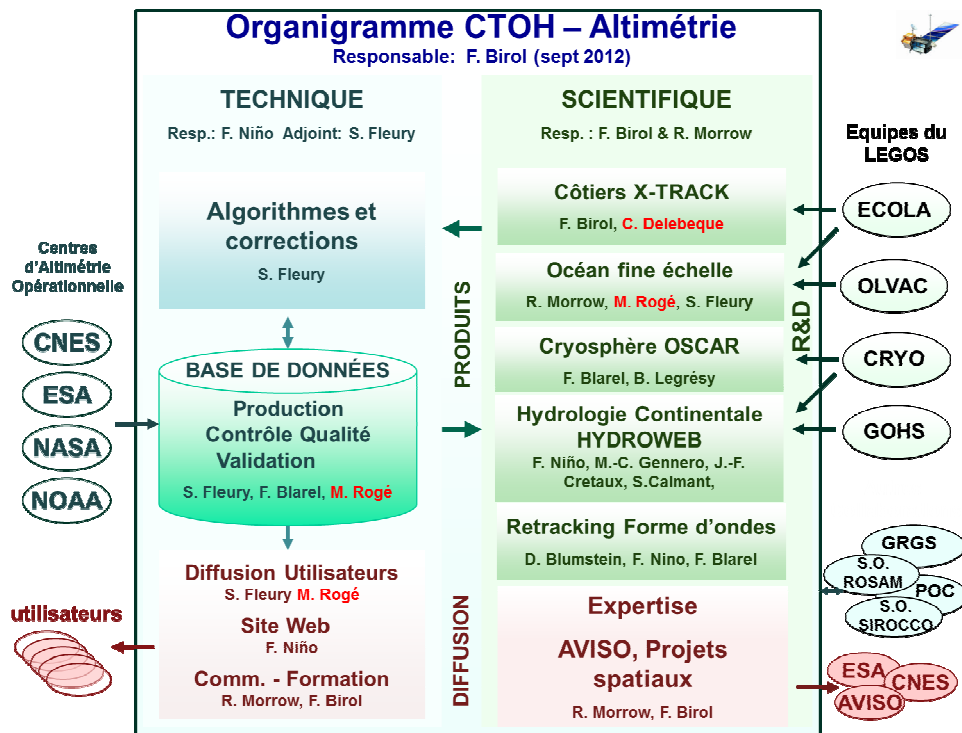 Organigramme CTOH – Altimétrie
Responsable: F. Birol (sept 2012)
TECHNIQUE
Resp.: F. Niño Adjoint: S. Fleury
Algorithmes et
corrections
S. Fleury
BASE DE DONNÉES
Production
Contrôle Qualité
Validation
S. Fleury, F. Blarel, M. Rogé
Diffusion Utilisateurs
S. Fleury M. Rogé
Site Web
F. Niño
Comm. - Formation
R. Morrow, F. Birol
PRODUITS
DIFFUSION
SCIENTIFIQUE
Resp. : F. Birol & R. Morrow
Côtiers X-TRACK
F. Birol, C. Delebeque
Océan fine échelle
R. Morrow, M. Rogé, S. Fleury
Cryosphère OSCAR
F. Blarel, B. Legrésy
Hydrologie Continentale
HYDROWEB
F. Niño, M.-C. Gennero, J.-F.
Cretaux, S.Calmant,
Retracking Forme d'ondes
D. Blumstein, F. Nino, F. Blarel
Expertise
AVISO, Projets
spatiaux
R. Morrow, F. Birol
R&D
Centres
d'Altimétrie
Opérationnelle
CNES
ESA
NASA
NOAA
utilisateurs
Equipes du
LEGOS
ECOLA
OLVAC
CRYO
GOHS
GRGS
S.O.
ROSAM
POC
S.O.
SIROCCO
ESA
CNES
AVISO